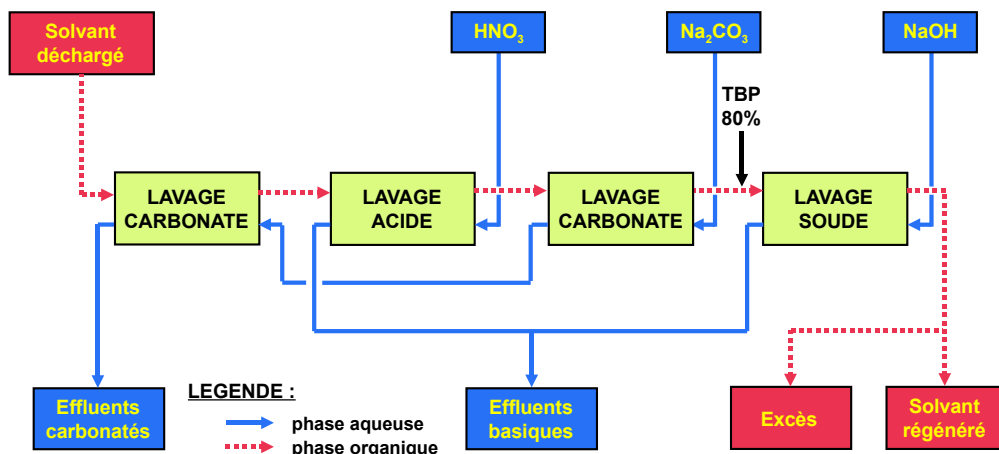 Solvant
déchargé
HNO₃
Na₂CO₃
NaOH
TBP
80%
LAVAGE
CARBONATE
LAVAGE
ACIDE
LAVAGE
CARBONATE
LAVAGE
SOUDE
Effluents
carbonatés
LEGENDE :
phase aqueuse
phase organique
Effluents
basiques
Excès
Solvant
régénéré